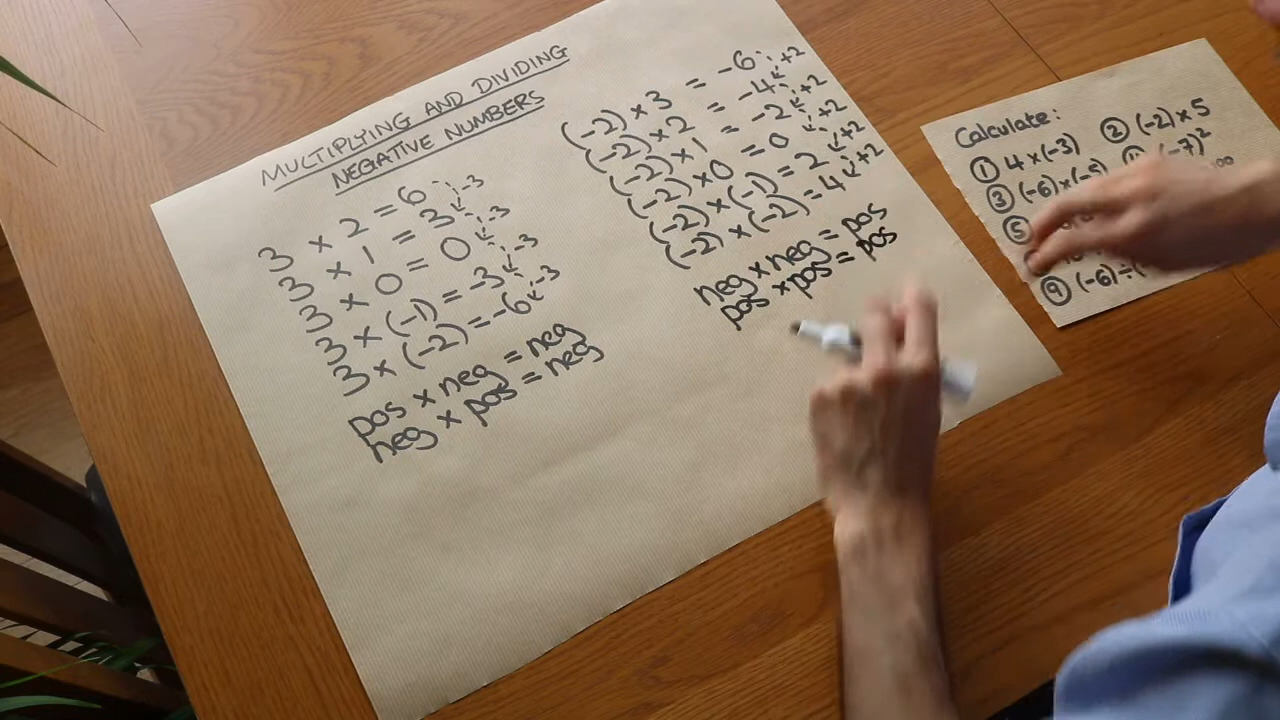 MULTIPLYING AND DIVIDING
NEGATIVE NUMBERS
3 × 2 = 6 -3
3 × 1 = 3 -3
3 × 0 = 0 -3
3 × (-1) = -3 -3
3 × (-2) = -6
pos × neg = neg
neg × pos = neg
(-2) × 3 = -6 +2
(-2) × 2 = -4 +2
(-2) × 1 = -2 +2
(-2) × 0 = 0 +2
(-2) × (-1) = 2 +2
(-2) × (-2) = 4
neg × neg = pos
pos × pos = pos
Calculate:
① 4 × (-3) ② (-2) × 5
③ (-6) × (-5) (-7)²
⑤
⑨ (-6) ÷ (